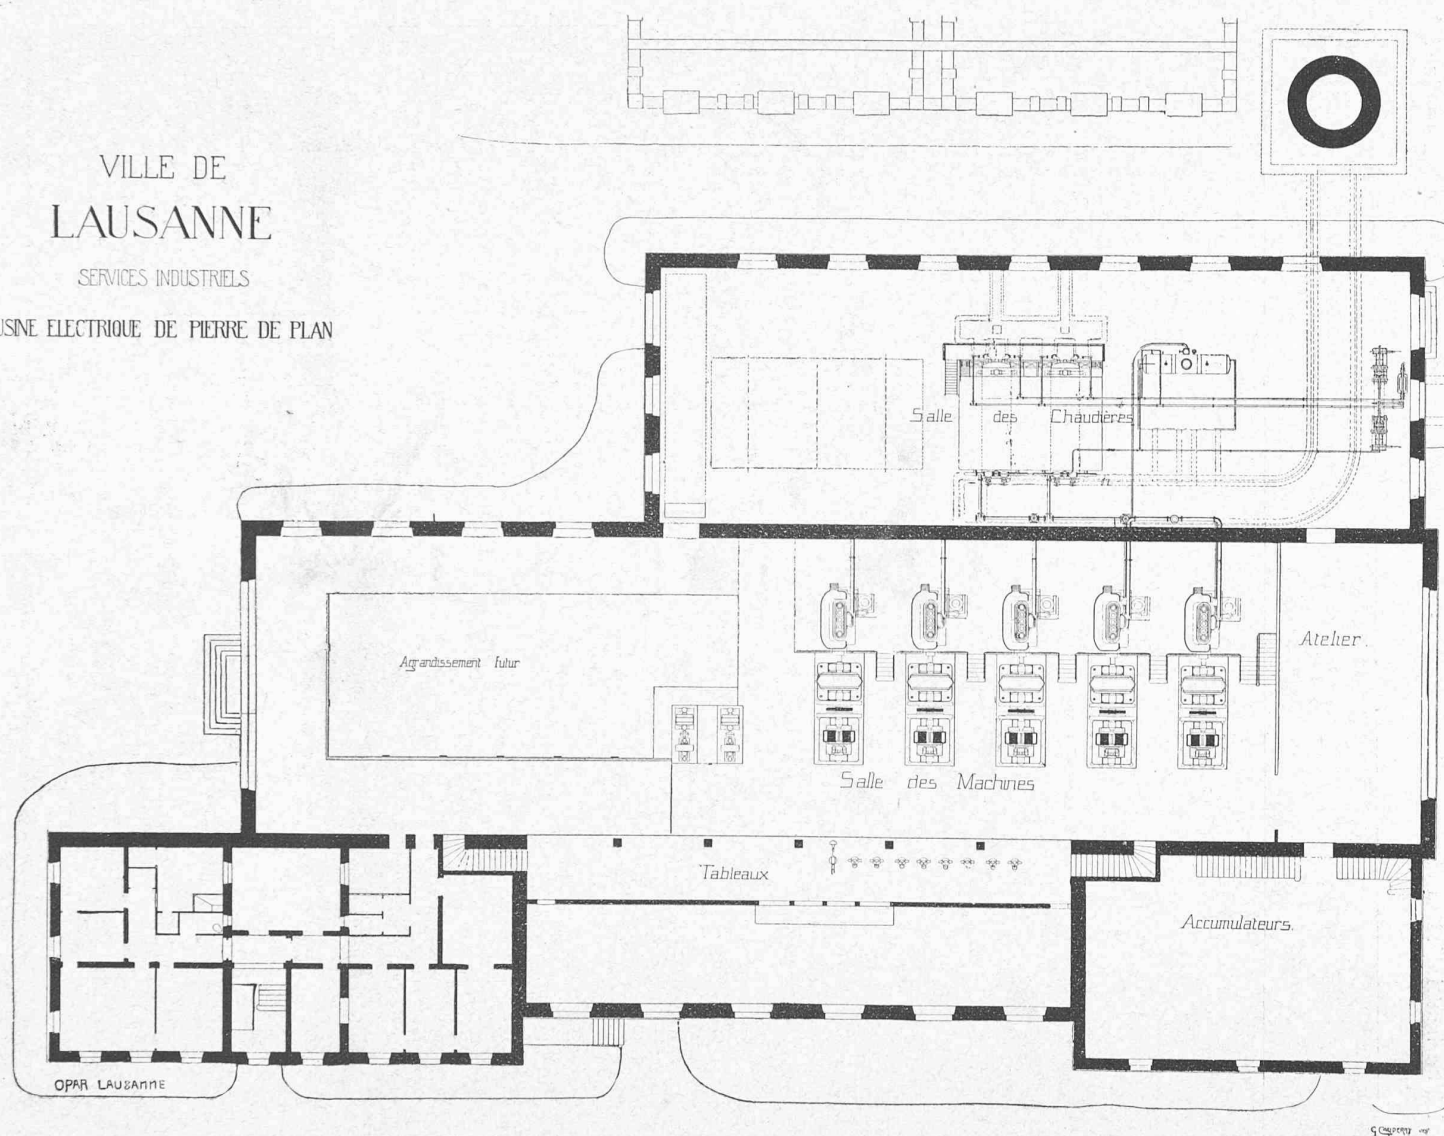 VILLE DE
LAUSANNE
SERVICES INDUSTRIELS
USINE ELECTRIQUE DE PIERRE DE PLAN
Salle des Chaudières
Agrandissement futur
Atelier.
Salle des Machines
Tableaux
Accumulateurs.
OPAR LAUSANNE